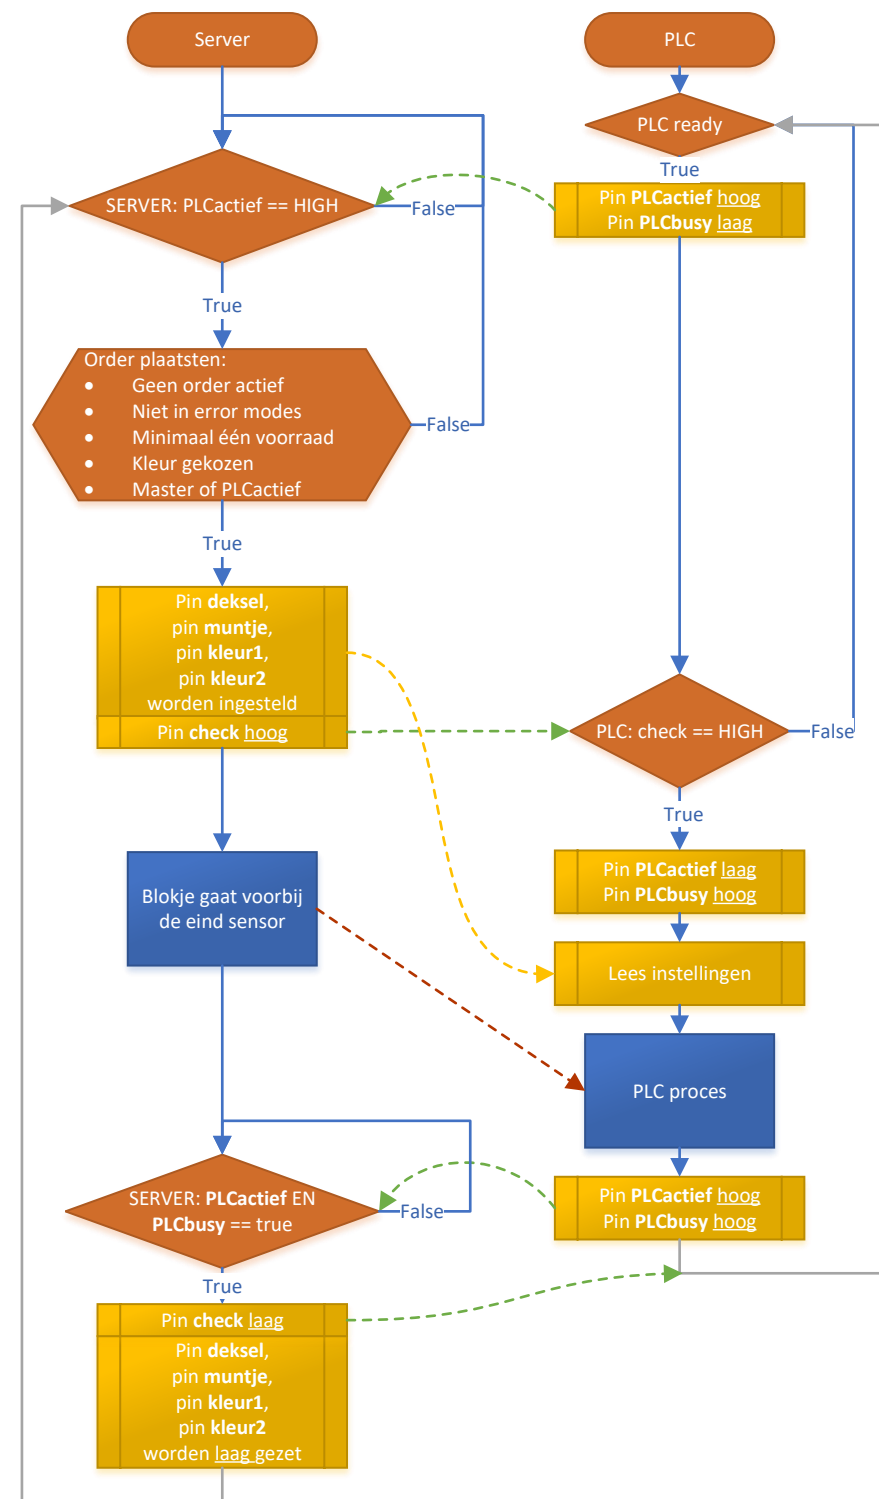 Server
PLC
PLC ready
True
Pin PLCactief hoog
Pin PLCbusy laag
SERVER: PLCactief == HIGH
False
True
Order plaatsten:
• Geen order actief
• Niet in error modes
• Minimaal één voorraad
• Kleur gekozen
• Master of PLCactief
False
True
Pin deksel,
pin muntje,
pin kleur1,
pin kleur2
worden ingesteld
Pin check hoog
PLC: check == HIGH
False
True
Pin PLCactief laag
Pin PLCbusy hoog
Blokje gaat voorbij
de eind sensor
Lees instellingen
PLC proces
Pin PLCactief hoog
Pin PLCbusy hoog
SERVER: PLCactief EN
PLCbusy == true
False
True
Pin check laag
Pin deksel,
pin muntje,
pin kleur1,
pin kleur2
worden laag gezet